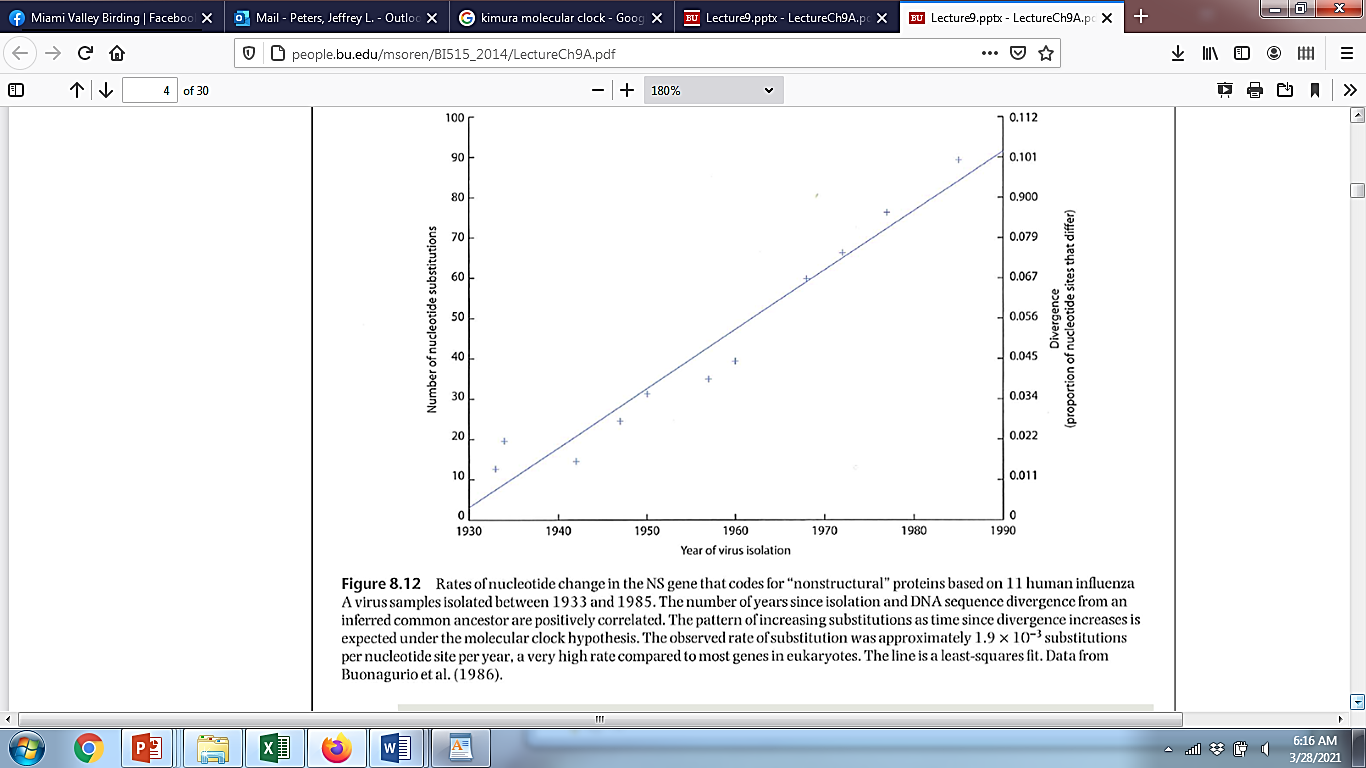 Miami Valley Birding | Faceboo
Mail - Peters, Jeffrey L. - Outloo
kimura molecular clock - Goog
Lecture9.pptx - LectureCh9A.pd
Lecture9.pptx - LectureCh9A.pd
people.bu.edu/msoren/BI515_2014/LectureCh9A.pdf
4 of 30
180%
100
90
80
70
60
50
40
30
20
10
0
Number of nucleotide substitutions
0.112
0.101
0.900
0.079
0.067
0.056
0.045
0.034
0.022
0.011
0
Divergence
(proportion of nucleotide sites that differ)
1930 1940 1950 1960 1970 1980 1990
Year of virus isolation
Figure 8.12 Rates of nucleotide change in the NS gene that codes for “nonstructural” proteins based on 11 human influenza
A virus samples isolated between 1933 and 1985. The number of years since isolation and DNA sequence divergence from an
inferred common ancestor are positively correlated. The pattern of increasing substitutions as time since divergence increases is
expected under the molecular clock hypothesis. The observed rate of substitution was approximately 1.9 × 10⁻³ substitutions
per nucleotide site per year, a very high rate compared to most genes in eukaryotes. The line is a least-squares fit. Data from
Buonagurio et al. (1986).
6:16 AM
3/28/2021